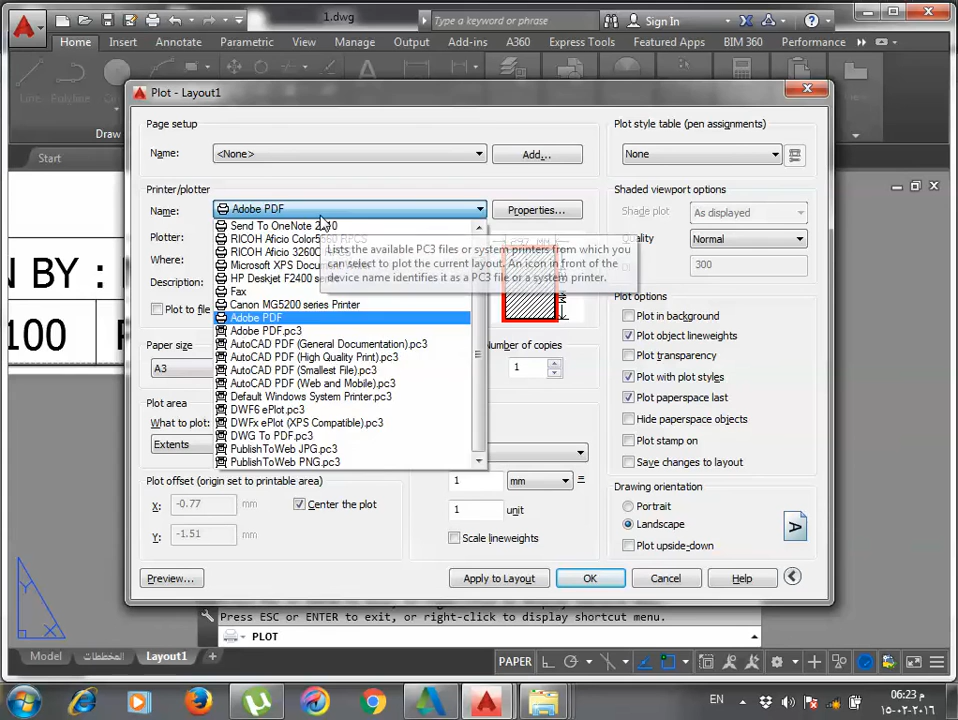 1.dwg
Type a keyword or phrase
Sign In
Home Insert Annotate Parametric View Manage Output Add-ins A360 Express Tools Featured Apps BIM 360 Performance
Line Polyline
Draw
Start
N BY : H
100
Plot - Layout1
Page setup
Name: <None> Add...
Printer/plotter
Name: Adobe PDF Properties...
Send To OneNote 2010
RICOH Aficio Color5560 RPCS
RICOH Aficio 3260C
Microsoft XPS Docu
HP Deskjet F2400 se
Fax
Canon MG5200 series Printer
Adobe PDF
Adobe PDF.pc3
AutoCAD PDF (General Documentation).pc3
AutoCAD PDF (High Quality Print).pc3
AutoCAD PDF (Smallest File).pc3
AutoCAD PDF (Web and Mobile).pc3
Default Windows System Printer.pc3
DWF6 ePlot.pc3
DWFx ePlot (XPS Compatible).pc3
DWG To PDF.pc3
PublishToWeb JPG.pc3
PublishToWeb PNG.pc3
Lists the available PC3 files or system printers from which you
can select to plot the current layout. An icon in front of the
device name identifies it as a PC3 file or a system printer.
Plotter:
Where:
Description:
Plot to file
Paper size
A3
Number of copies
1
Plot area
What to plot:
Extents
Plot offset (origin set to printable area)
X: -0.77 mm
Center the plot
Y: -1.51 mm
1 mm =
1 unit
Scale lineweights
Plot style table (pen assignments)
None
Shaded viewport options
Shade plot As displayed
Quality Normal
300
Plot options
Plot in background
Plot object lineweights
Plot transparency
Plot with plot styles
Plot paperspace last
Hide paperspace objects
Plot stamp on
Save changes to layout
Drawing orientation
Portrait
Landscape
Plot upside-down
A
Preview... Apply to Layout OK Cancel Help
Press ESC or ENTER to exit, or right-click to display shortcut menu.
PLOT
Model المخططات Layout1 +
PAPER
EN
06:23 م
١٥-٠٢-٢٠١٦